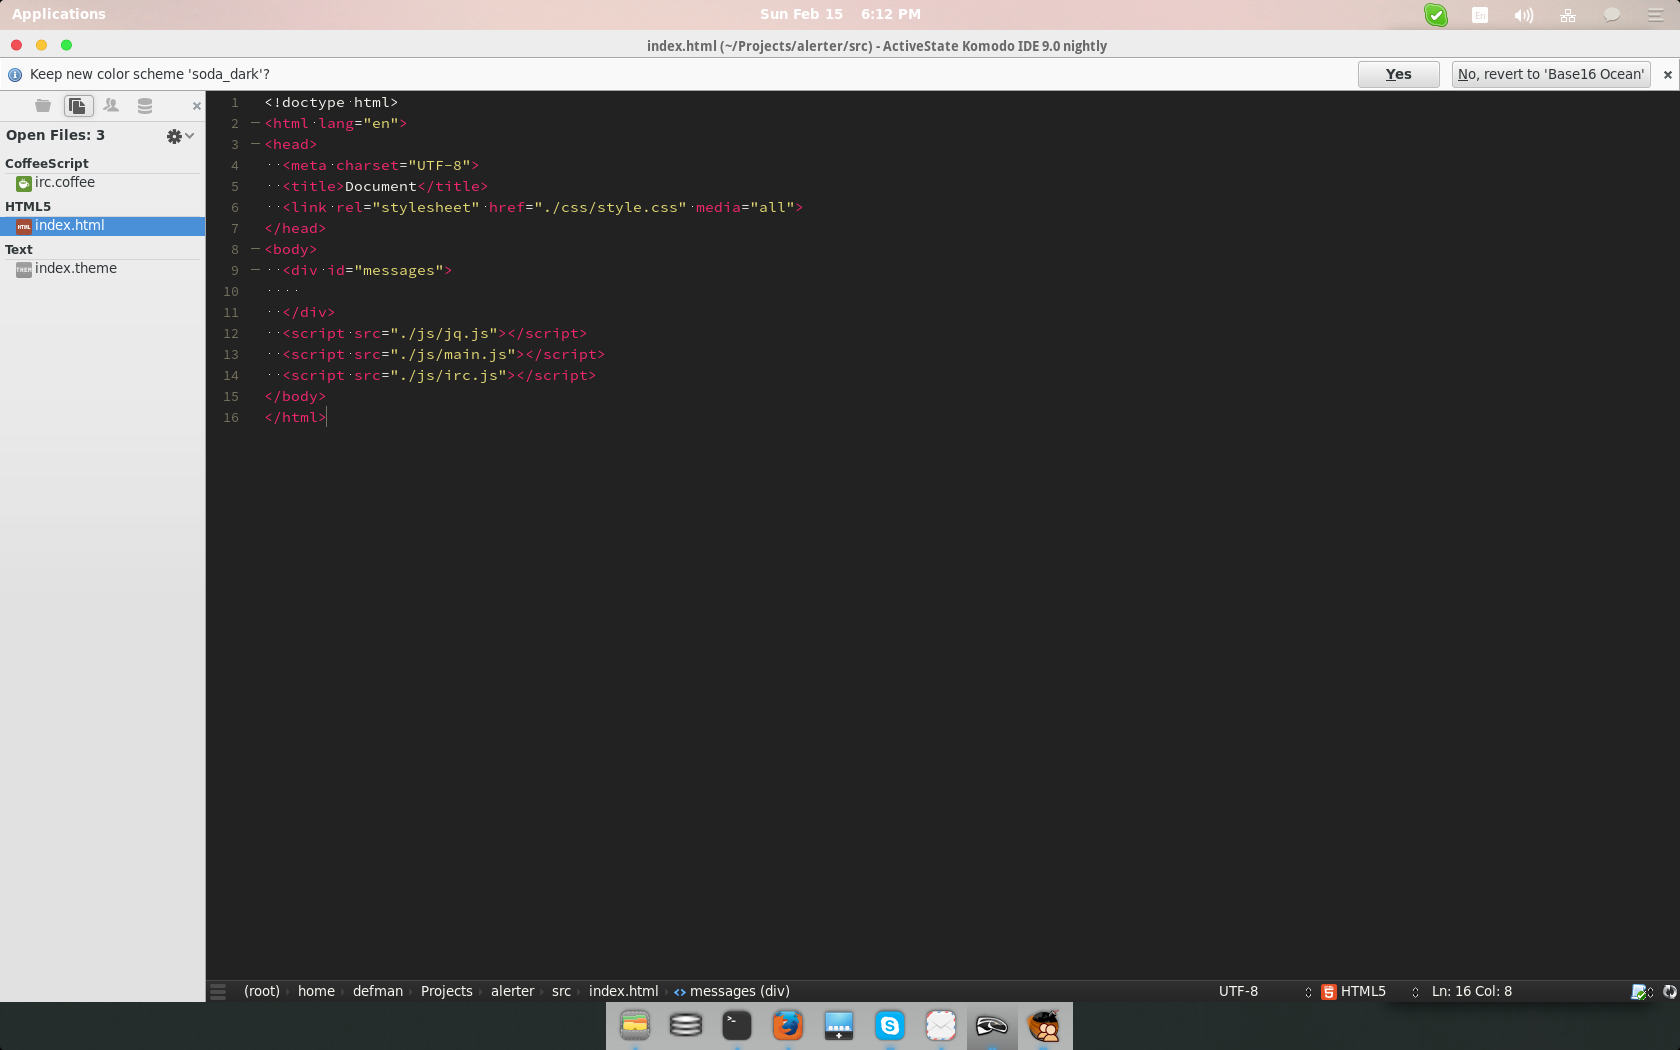 Applications
Sun Feb 15 6:12 PM
En
index.html (~/Projects/alerter/src) - ActiveState Komodo IDE 9.0 nightly
Keep new color scheme 'soda_dark'?
Yes
No, revert to 'Base16 Ocean'
Open Files: 3
CoffeeScript
irc.coffee
HTML5
index.html
Text
index.theme
1 <!doctype html>
2 <html lang="en">
3 <head>
4 <meta charset="UTF-8">
5 <title>Document</title>
6 <link rel="stylesheet" href="./css/style.css" media="all">
7 </head>
8 <body>
9 <div id="messages">
10
11 </div>
12 <script src="./js/jq.js"></script>
13 <script src="./js/main.js"></script>
14 <script src="./js/irc.js"></script>
15 </body>
16 </html>
(root) home defman Projects alerter src index.html <> messages (div)
UTF-8
HTML5
Ln: 16 Col: 8